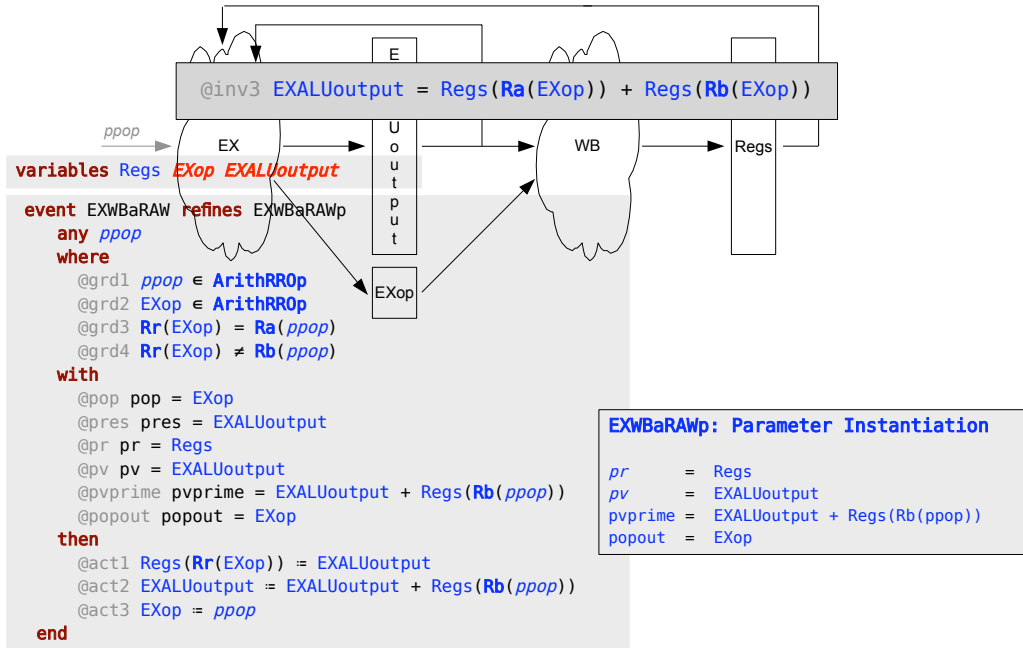 E
@inv3 EXALUoutput = Regs(Ra(EXop)) + Regs(Rb(EXop))
ppop
EX
U
o
u
t
p
u
t
WB
Regs
variables Regs EXop EXALUoutput
event EXWBaRAW refines EXWBaRAWp
any ppop
where
@grd1 ppop ∈ ArithRROp
@grd2 EXop ∈ ArithRROp
@grd3 Rr(EXop) = Ra(ppop)
@grd4 Rr(EXop) ≠ Rb(ppop)
with
@pop pop = EXop
@pres pres = EXALUoutput
@pr pr = Regs
@pv pv = EXALUoutput
@pvprime pvprime = EXALUoutput + Regs(Rb(ppop))
@popout popout = EXop
then
@act1 Regs(Rr(EXop)) ≔ EXALUoutput
@act2 EXALUoutput ≔ EXALUoutput + Regs(Rb(ppop))
@act3 EXop ≔ ppop
end
EXop
EXWBaRAWp: Parameter Instantiation
pr = Regs
pv = EXALUoutput
pvprime = EXALUoutput + Regs(Rb(ppop))
popout = EXop